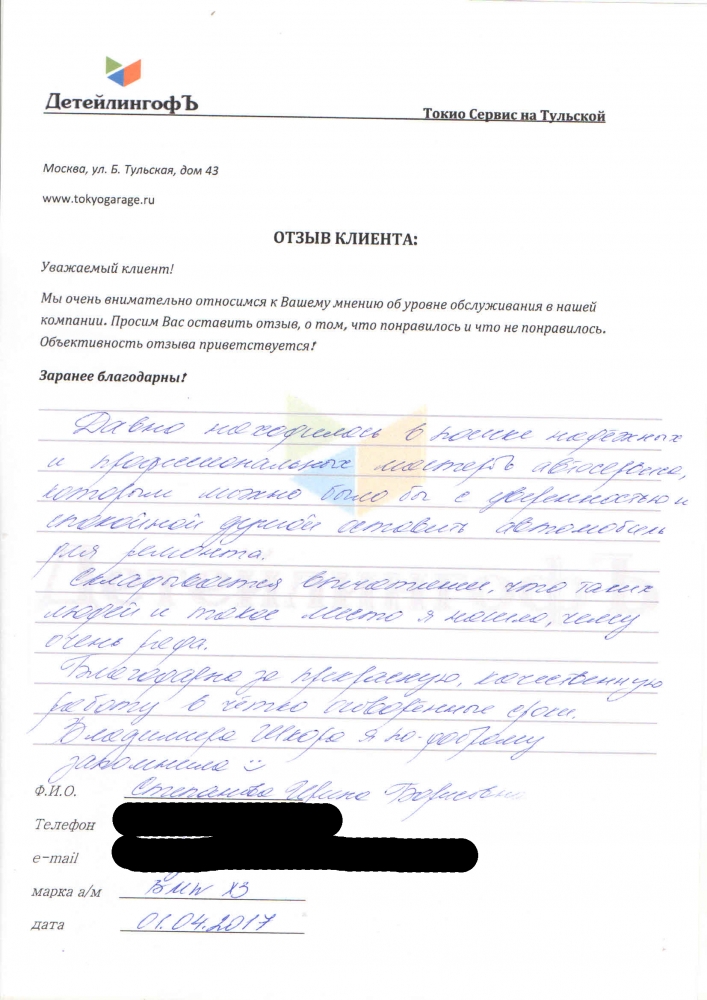 ДетейлингофЪ
Токио Сервис на Тульской
Москва, ул. Б. Тульская, дом 43
www.tokyogarage.ru
ОТЗЫВ КЛИЕНТА:
Уважаемый клиент!
Мы очень внимательно относимся к Вашему мнению об уровне обслуживания в нашей
компании. Просим Вас оставить отзыв, о том, что понравилось и что не понравилось.
Объективность отзыва приветствуется!
Заранее благодарны!
Давно находилась в поиске надежных
и профессиональных мастеров автосервиса,
которым можно было бы с уверенностью и
спокойной душой оставить автомобиль
для ремонта.
Складывается впечатление, что таких
людей и такое место я нашла, чему
очень рада.
Благодарна за прекрасную, качественную
работу в четко оговоренные сроки.
Владимира я по-доброму
запомнила
Ф.И.О. Степанова Ирина Борисовна
Телефон
e-mail
марка а/м BMW X3
дата 01.04.2017